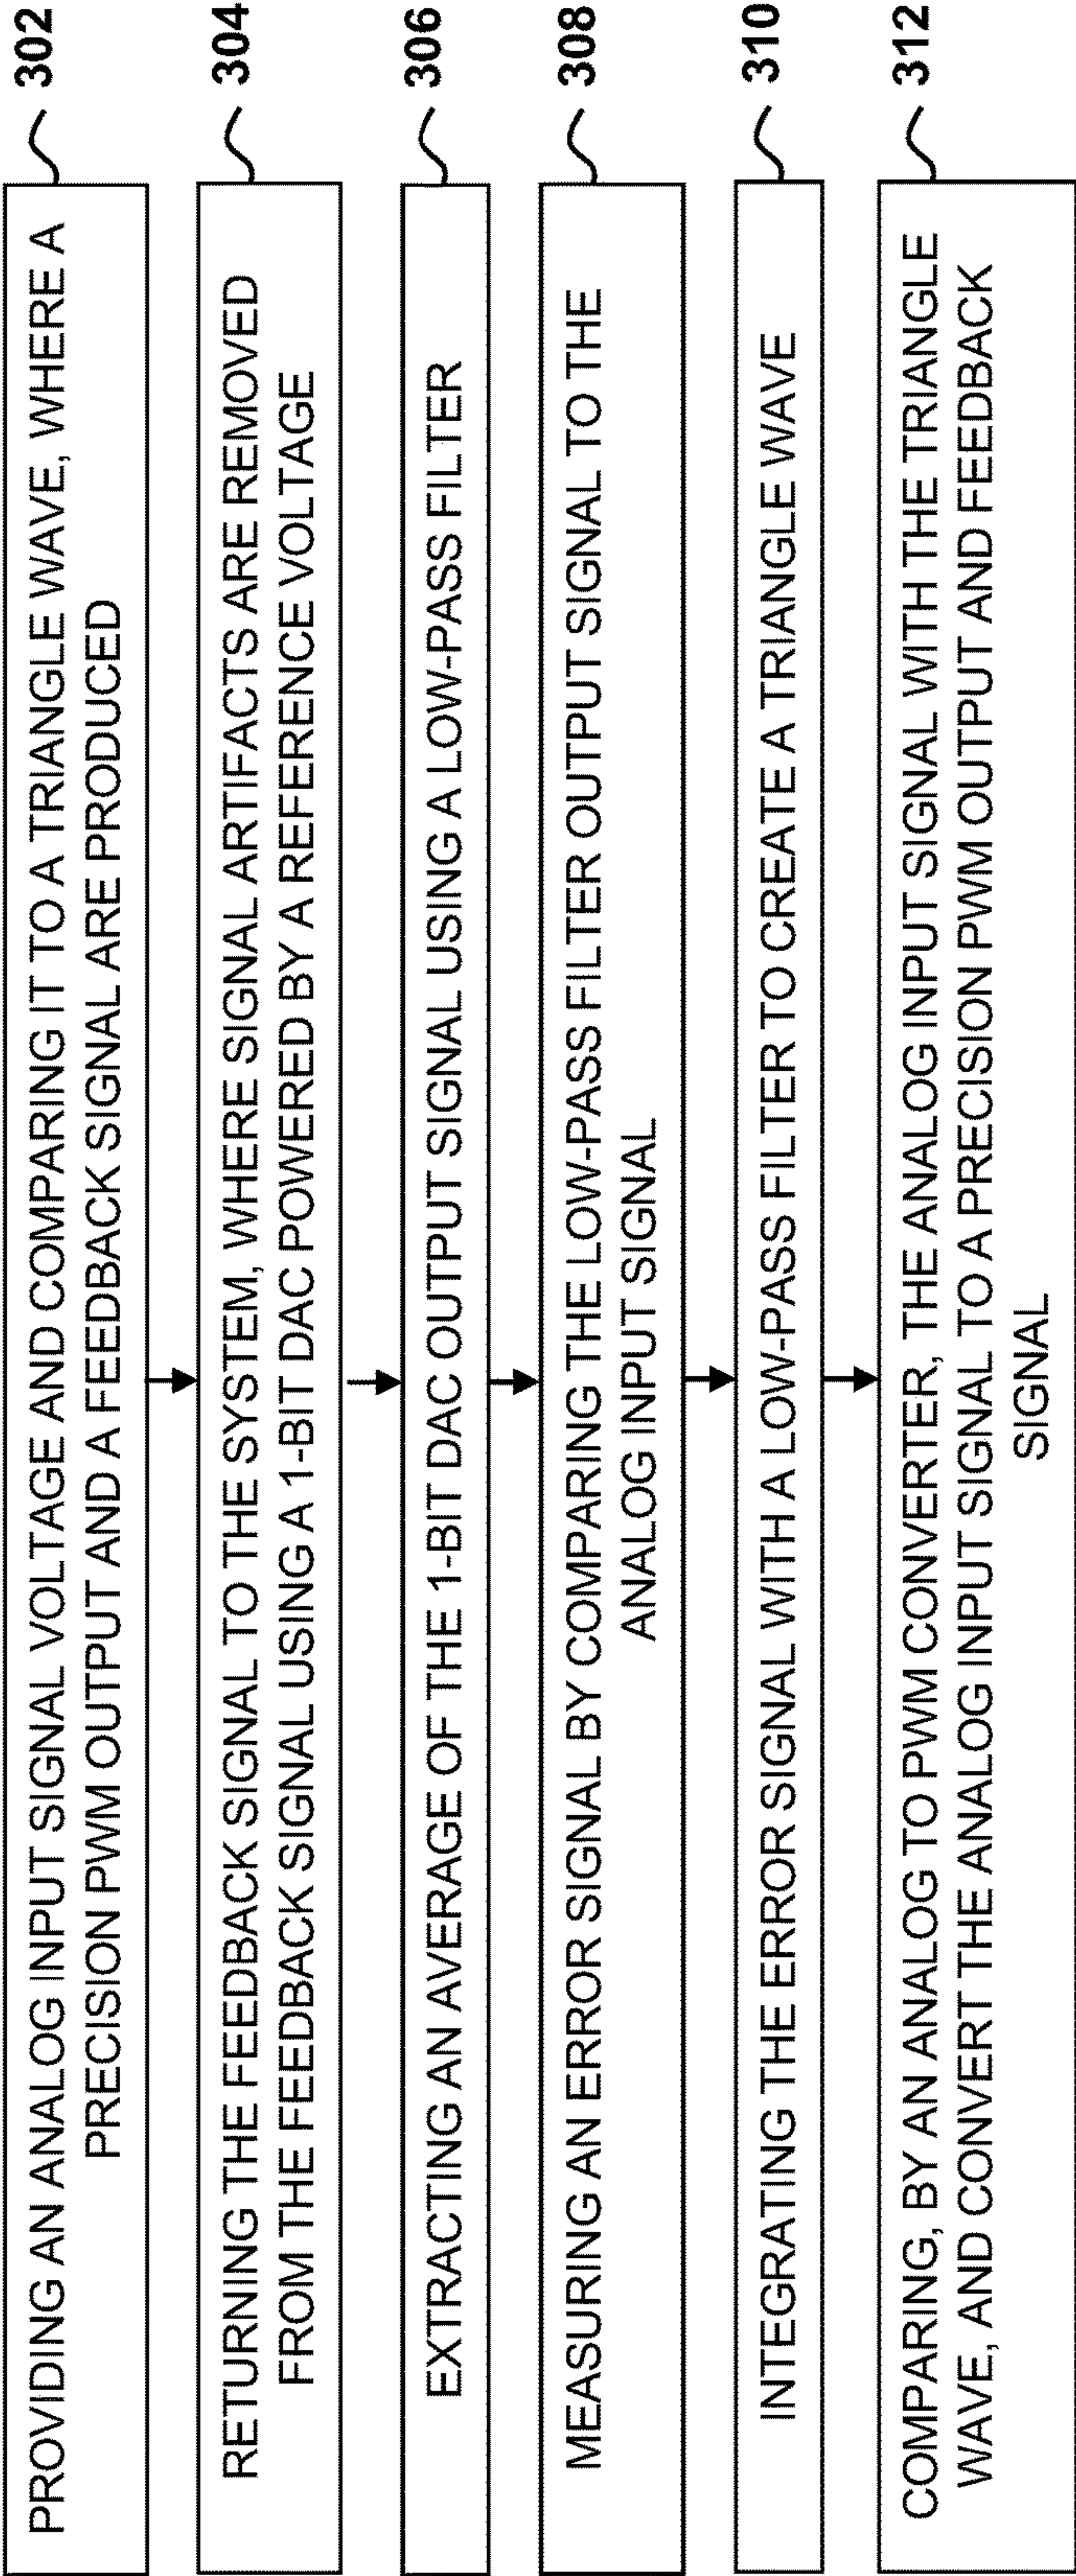 PROVIDING AN ANALOG INPUT SIGNAL VOLTAGE AND COMPARING IT TO A TRIANGLE WAVE, WHERE A
PRECISION PWM OUTPUT AND A FEEDBACK SIGNAL ARE PRODUCED
302
RETURNING THE FEEDBACK SIGNAL TO THE SYSTEM, WHERE SIGNAL ARTIFACTS ARE REMOVED
FROM THE FEEDBACK SIGNAL USING A 1-BIT DAC POWERED BY A REFERENCE VOLTAGE
304
EXTRACTING AN AVERAGE OF THE 1-BIT DAC OUTPUT SIGNAL USING A LOW-PASS FILTER
306
MEASURING AN ERROR SIGNAL BY COMPARING THE LOW-PASS FILTER OUTPUT SIGNAL TO THE
ANALOG INPUT SIGNAL
308
INTEGRATING THE ERROR SIGNAL WITH A LOW-PASS FILTER TO CREATE A TRIANGLE WAVE
310
COMPARING, BY AN ANALOG TO PWM CONVERTER, THE ANALOG INPUT SIGNAL WITH THE TRIANGLE
WAVE, AND CONVERT THE ANALOG INPUT SIGNAL TO A PRECISION PWM OUTPUT AND FEEDBACK
SIGNAL
312